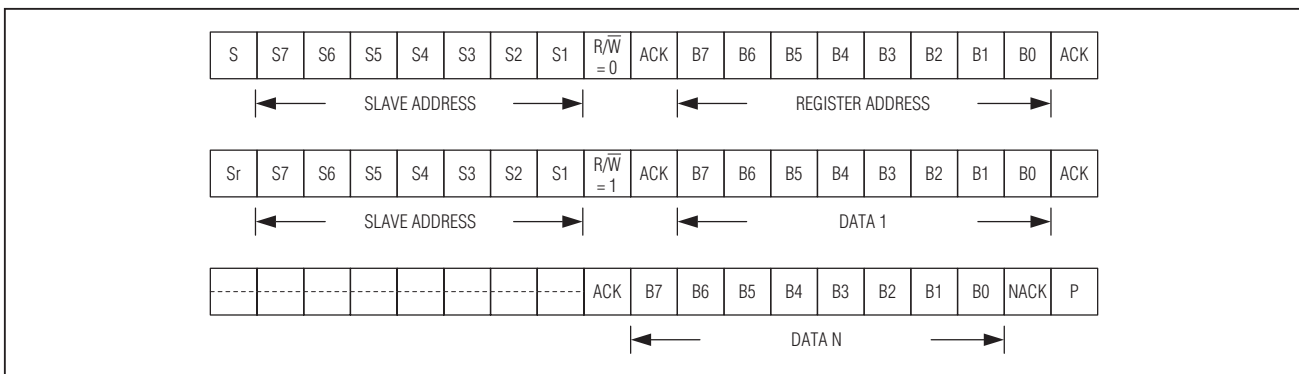 S S7 S6 S5 S4 S3 S2 S1 R/W̅ = 0 ACK B7 B6 B5 B4 B3 B2 B1 B0 ACK
SLAVE ADDRESS REGISTER ADDRESS
Sr S7 S6 S5 S4 S3 S2 S1 R/W̅ = 1 ACK B7 B6 B5 B4 B3 B2 B1 B0 ACK
SLAVE ADDRESS DATA 1
ACK B7 B6 B5 B4 B3 B2 B1 B0 NACK P
DATA N